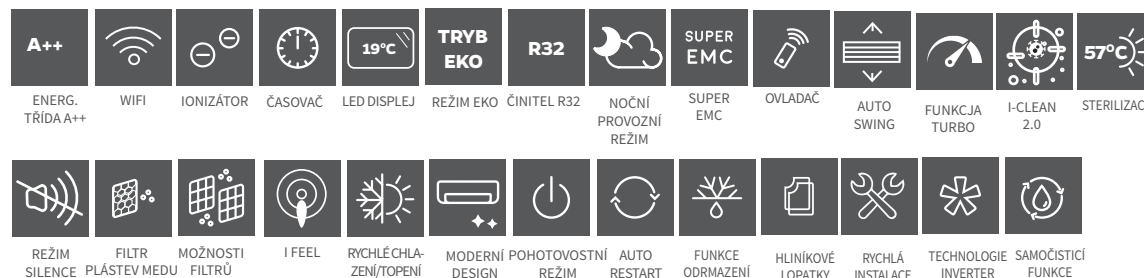 A++
19°C
TRYB
EKO
R32
SUPER
EMC
57°C
ENERG.
TŘÍDA A++
WIFI
IONIZÁTOR
ČASOVAČ
LED DISPLEJ
REŽIM EKO
ČINITEL R32
NOČNÍ
PROVOZNÍ
REŽIM
SUPER
EMC
OVLADAČ
AUTO
SWING
FUNKCJA
TURBO
I-CLEAN
2.0
STERILIZAC
REŽIM
SILENCE
FILTR
PLÁSTEV MEDU
MOŽNOSTI
FILTRŮ
I FEEL
RYCHLÉ CHLA-
ZENÍ/TOPENÍ
MODERNÍ
DESIGN
POHOTOVOSTNÍ
REŽIM
AUTO
RESTART
FUNKCE
ODRMAZENÍ
HLINÍKOVÉ
LOPATKY
RYCHLÁ
INSTALACE
TECHNOLOGIE
INVERTER
SAMOČISTICÍ
FUNKCE